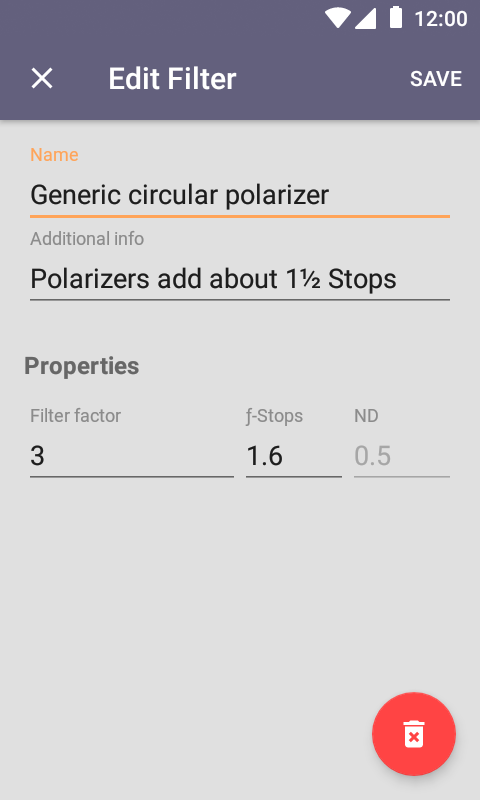 12:00
Edit Filter
SAVE
Name
Generic circular polarizer
Additional info
Polarizers add about 1½ Stops
Properties
Filter factor ƒ-Stops ND
3 1.6 0.5